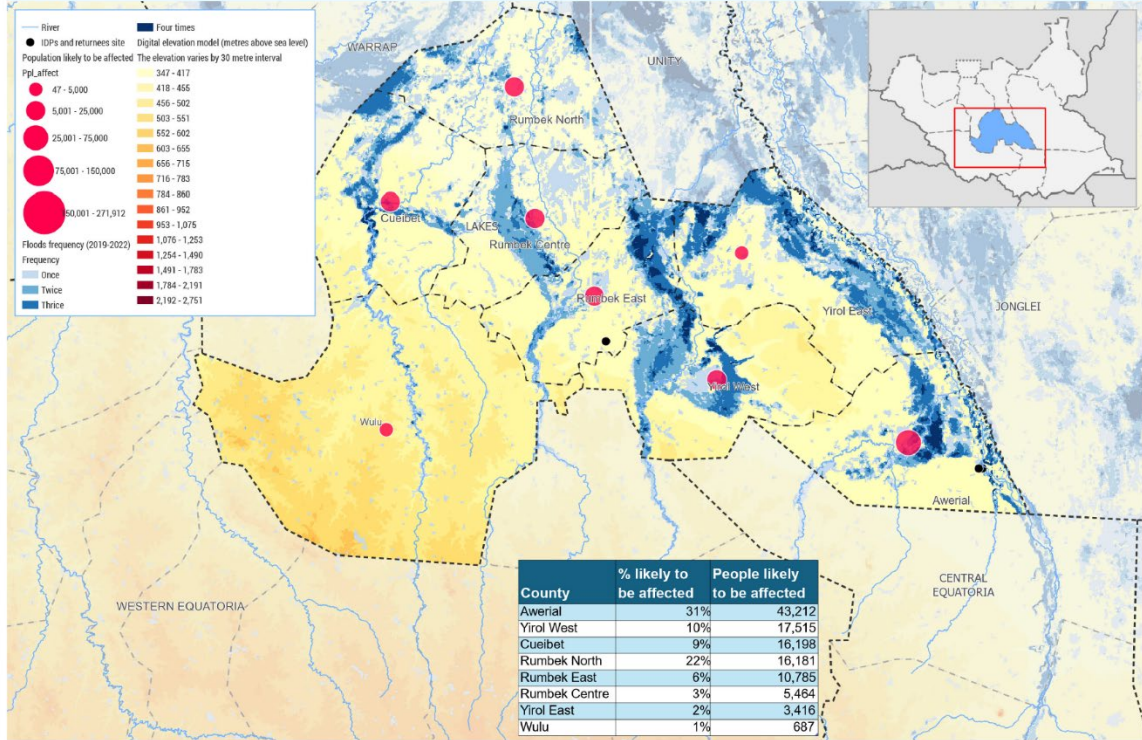 River
IDPs and returnees site
Population likely to be affected
Ppl_affect
47 - 5,000
5,001 - 25,000
25,001 - 75,000
75,001 - 150,000
150,001 - 271,912
Floods frequency (2019-2022)
Frequency
Once
Twice
Thrice
Four times
Digital elevation model (metres above sea level)
The elevation varies by 30 metre interval
347 - 417
418 - 455
456 - 502
503 - 551
552 - 602
603 - 655
656 - 715
716 - 783
784 - 860
861 - 952
953 - 1,075
1,076 - 1,253
1,254 - 1,490
1,491 - 1,783
1,784 - 2,191
2,192 - 2,751
WARRAP
UNITY
Rumbek North
Cueibet
LAKES
Rumbek Centre
Rumbek East
Yirol East
JONGLEI
Yirol West
Wulu
Awerial
WESTERN EQUATORIA
CENTRAL
EQUATORIA
County % likely to be affected People likely to be affected
Awerial 31% 43,212
Yirol West 10% 17,515
Cueibet 9% 16,198
Rumbek North 22% 16,181
Rumbek East 6% 10,785
Rumbek Centre 3% 5,464
Yirol East 2% 3,416
Wulu 1% 687